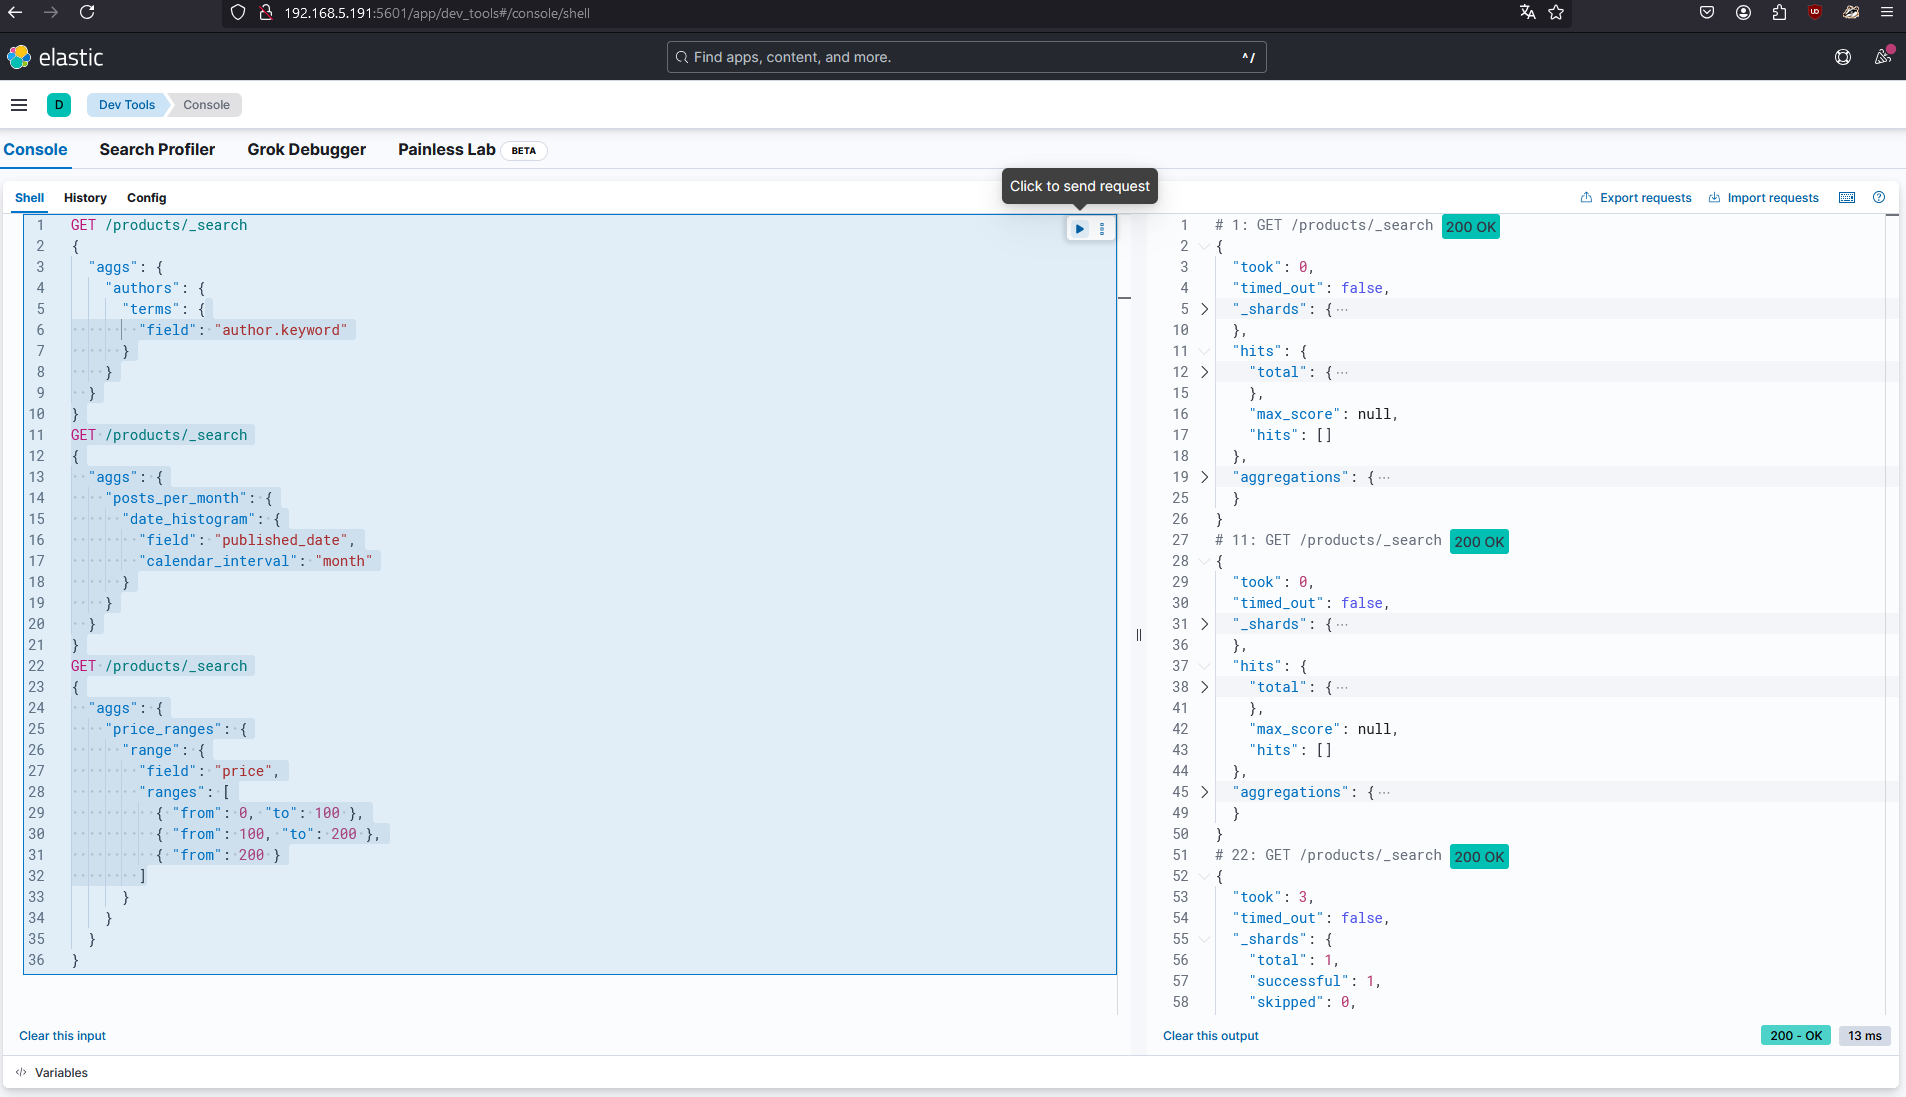 192.168.5.191:5601/app/dev_tools#/console/shell
elastic
Find apps, content, and more.
^/
D
Dev Tools
Console
Console
Search Profiler
Grok Debugger
Painless Lab
BETA
Click to send request
Shell
History
Config
Export requests
Import requests
1 GET /products/_search
2 {
3 "aggs": {
4 "authors": {
5 "terms": {
6 "field": "author.keyword"
7 }
8 }
9 }
10 }
11 GET /products/_search
12 {
13 "aggs": {
14 "posts_per_month": {
15 "date_histogram": {
16 "field": "published_date",
17 "calendar_interval": "month"
18 }
19 }
20 }
21 }
22 GET /products/_search
23 {
24 "aggs": {
25 "price_ranges": {
26 "range": {
27 "field": "price",
28 "ranges": [
29 { "from": 0, "to": 100 },
30 { "from": 100, "to": 200 },
31 { "from": 200 }
32 ]
33 }
34 }
35 }
36 }
1 # 1: GET /products/_search 200 OK
2 {
3 "took": 0,
4 "timed_out": false,
5 "_shards": { ···
10 },
11 "hits": {
12 "total": { ···
15 },
16 "max_score": null,
17 "hits": []
18 },
19 "aggregations": { ···
25 }
26 }
27 # 11: GET /products/_search 200 OK
28 {
29 "took": 0,
30 "timed_out": false,
31 "_shards": { ···
36 },
37 "hits": {
38 "total": { ···
41 },
42 "max_score": null,
43 "hits": []
44 },
45 "aggregations": { ···
49 }
50 }
51 # 22: GET /products/_search 200 OK
52 {
53 "took": 3,
54 "timed_out": false,
55 "_shards": {
56 "total": 1,
57 "successful": 1,
58 "skipped": 0,
Clear this input
Clear this output
200 - OK
13 ms
Variables